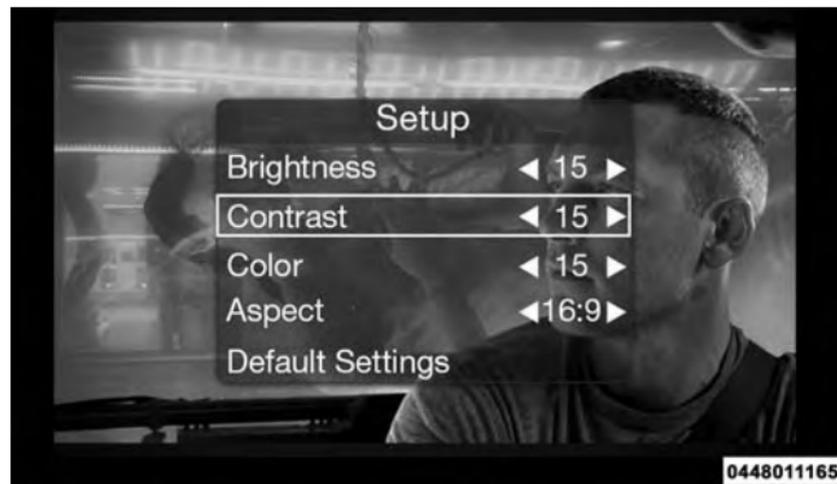 Setup
Brightness ◀ 15 ▶
Contrast ◀ 15 ▶
Color ◀ 15 ▶
Aspect ◀16:9▶
Default Settings
0448011165